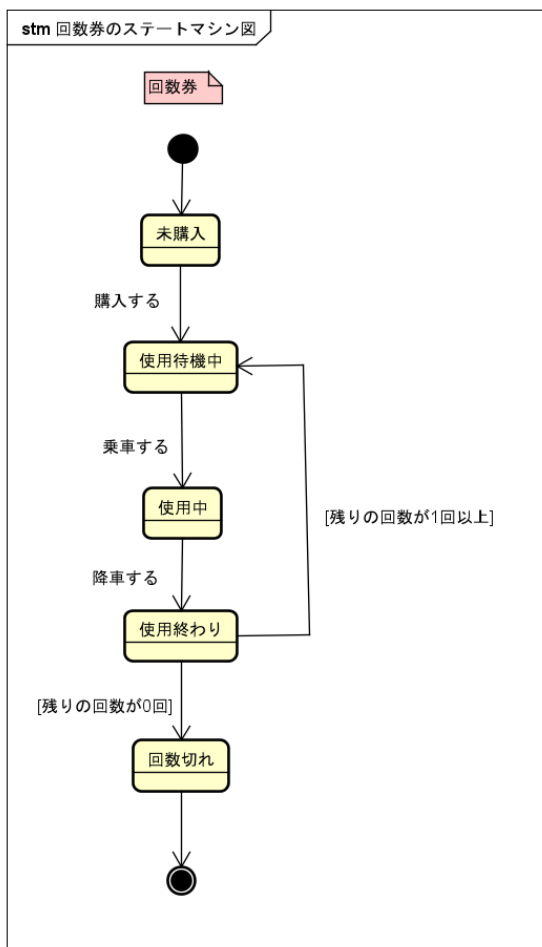 stm 回数券のステートマシン図
回数券
未購入
購入する
使用待機中
乗車する
使用中
[残りの回数が1回以上]
降車する
使用終わり
[残りの回数が0回]
回数切れ